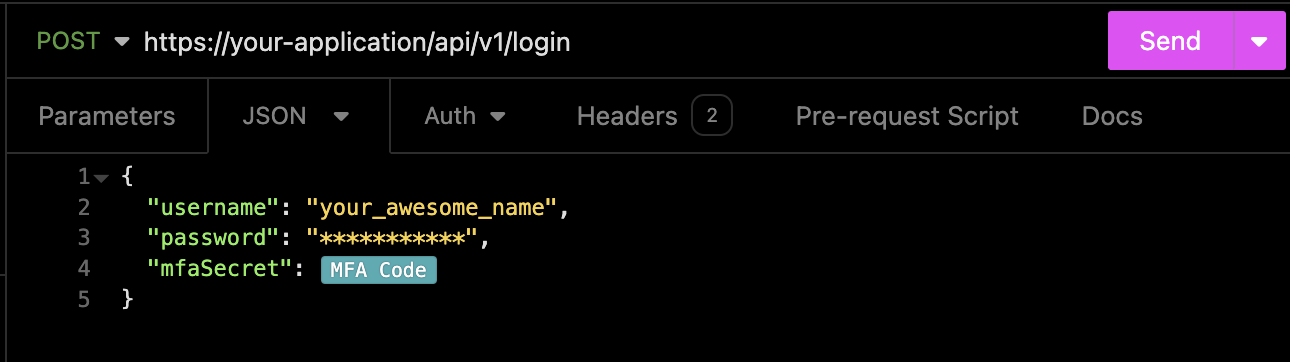 POST https://your-application/api/v1/login Send
Parameters JSON Auth Headers 2 Pre-request Script Docs
1 {
2 "username": "your_awesome_name",
3 "password": "***********",
4 "mfaSecret": MFA Code
5 }